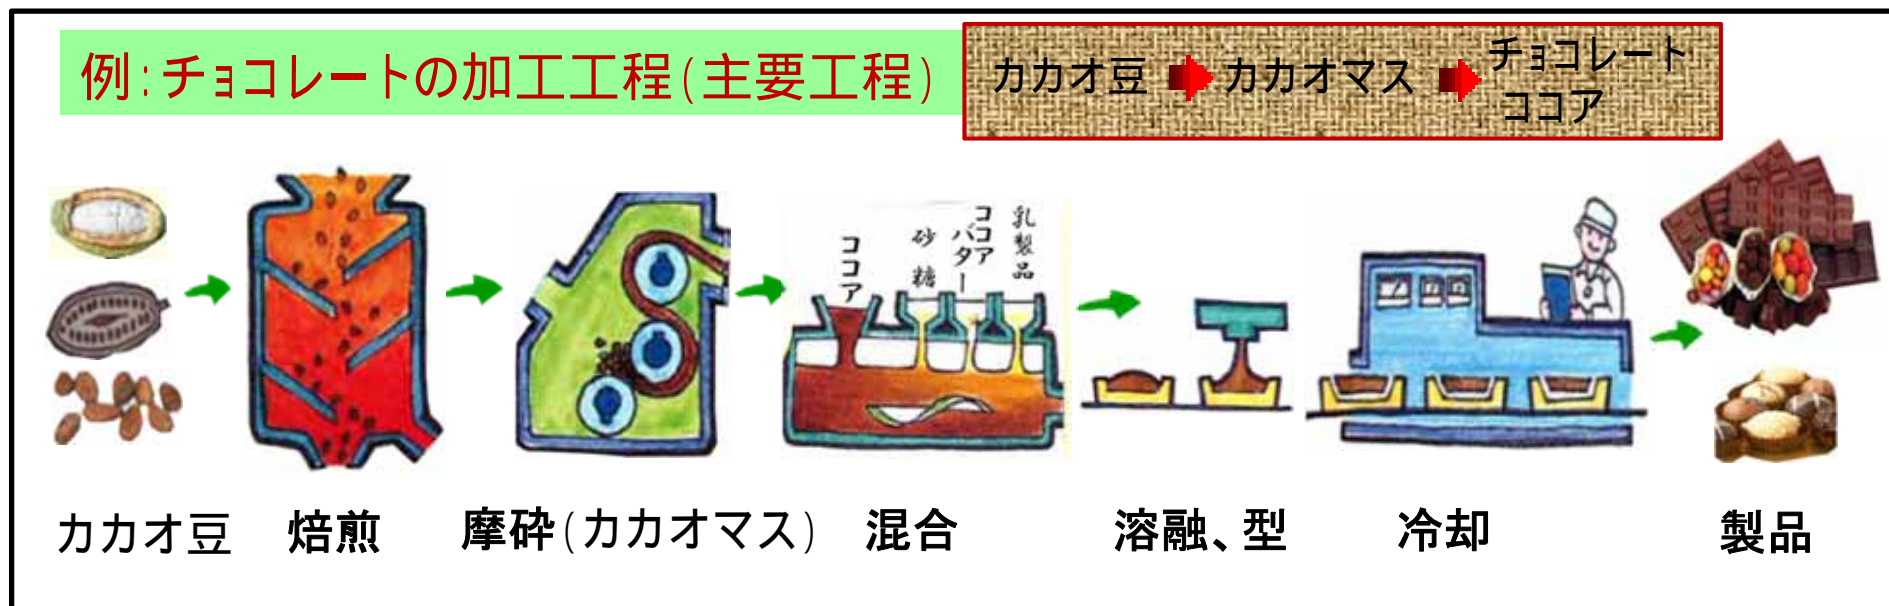 例:チョコレートの加工工程(主要工程)
カカオ豆 カカオマス チョコレート
ココア
ココア
砂糖
ココア
バター
乳製品
カカオ豆 焙煎 摩砕(カカオマス) 混合 溶融、型 冷却 製品